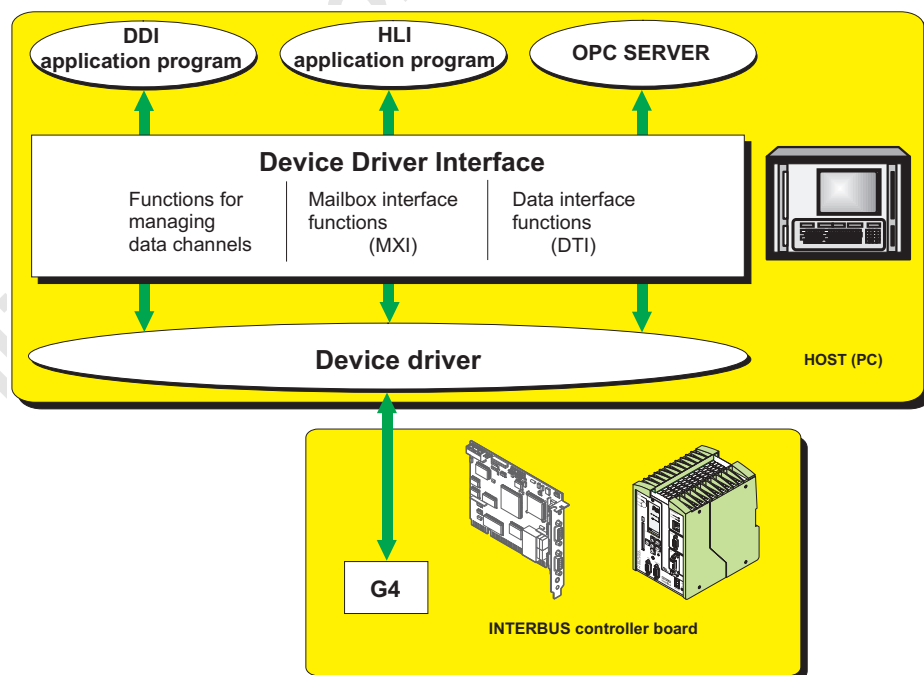 DDI
application program
HLI
application program
OPC SERVER
Device Driver Interface
Functions for
managing
data channels
Mailbox interface
functions
(MXI)
Data interface
functions
(DTI)
Device driver
HOST (PC)
G4
INTERBUS controller board